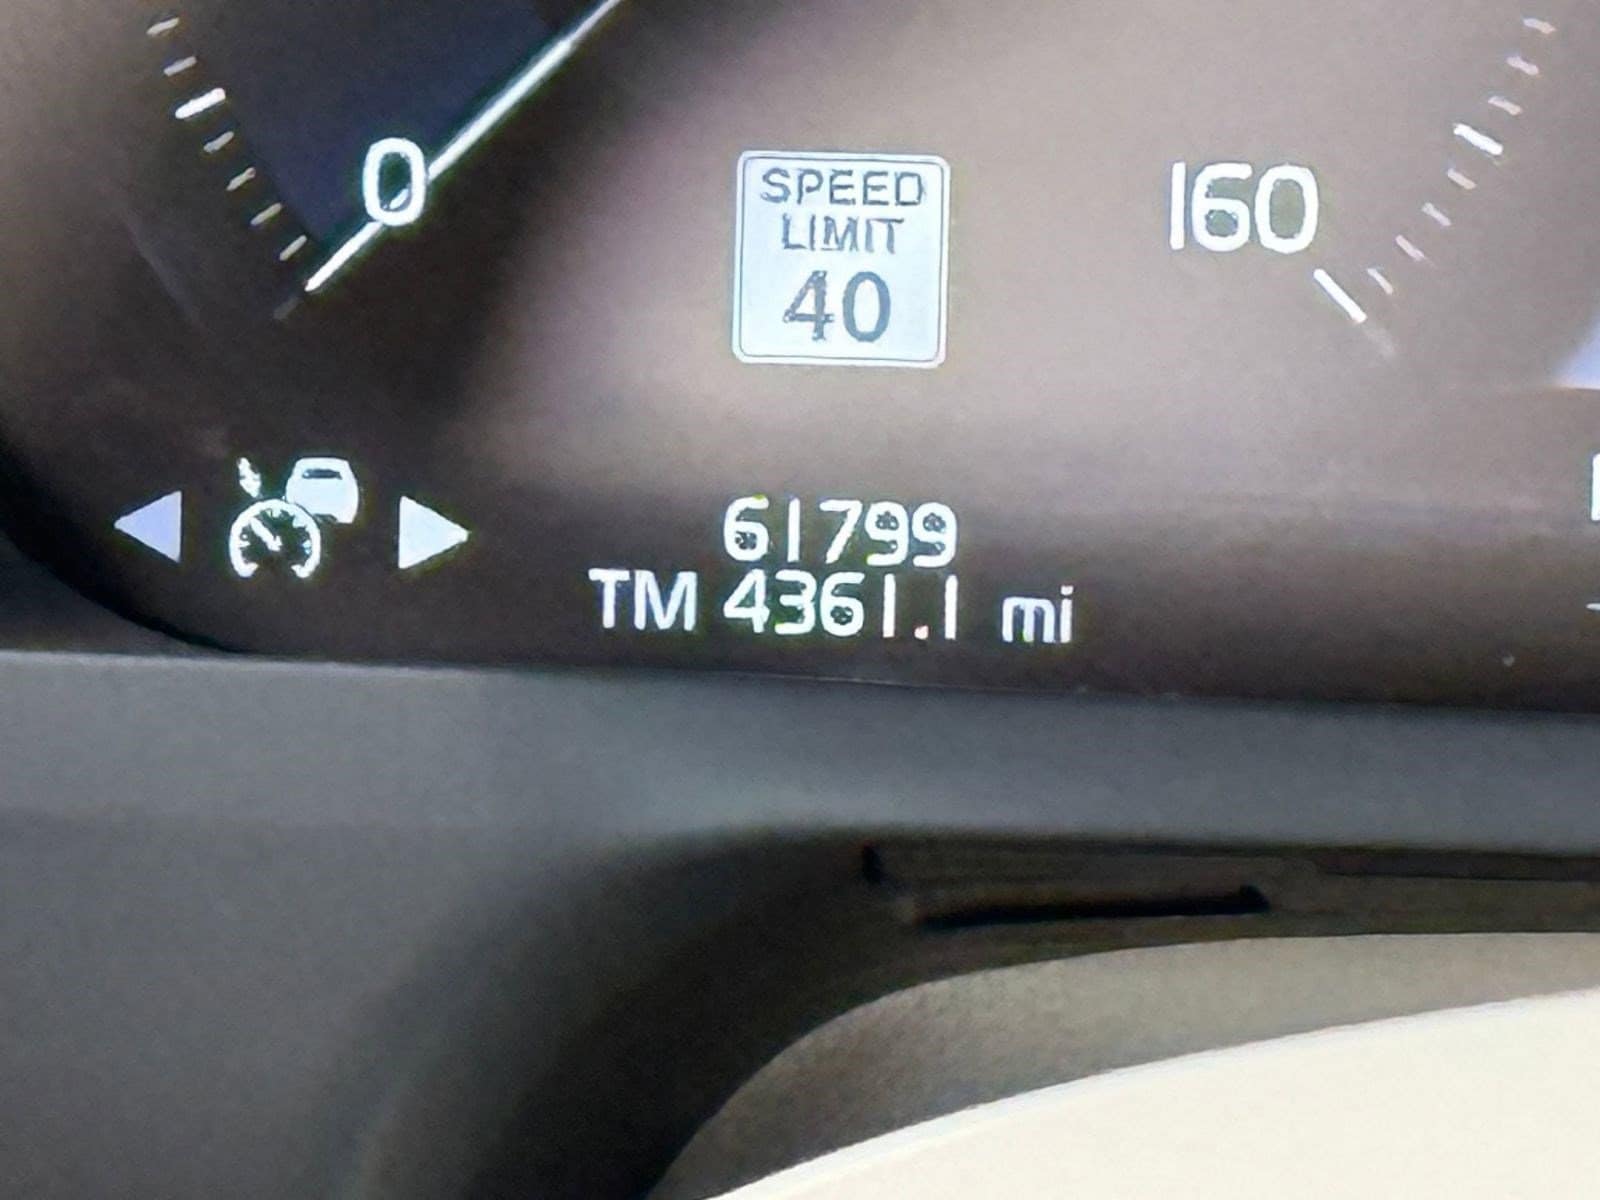 0
SPEED
LIMIT
40
160
61799
TM 4361.1 mi